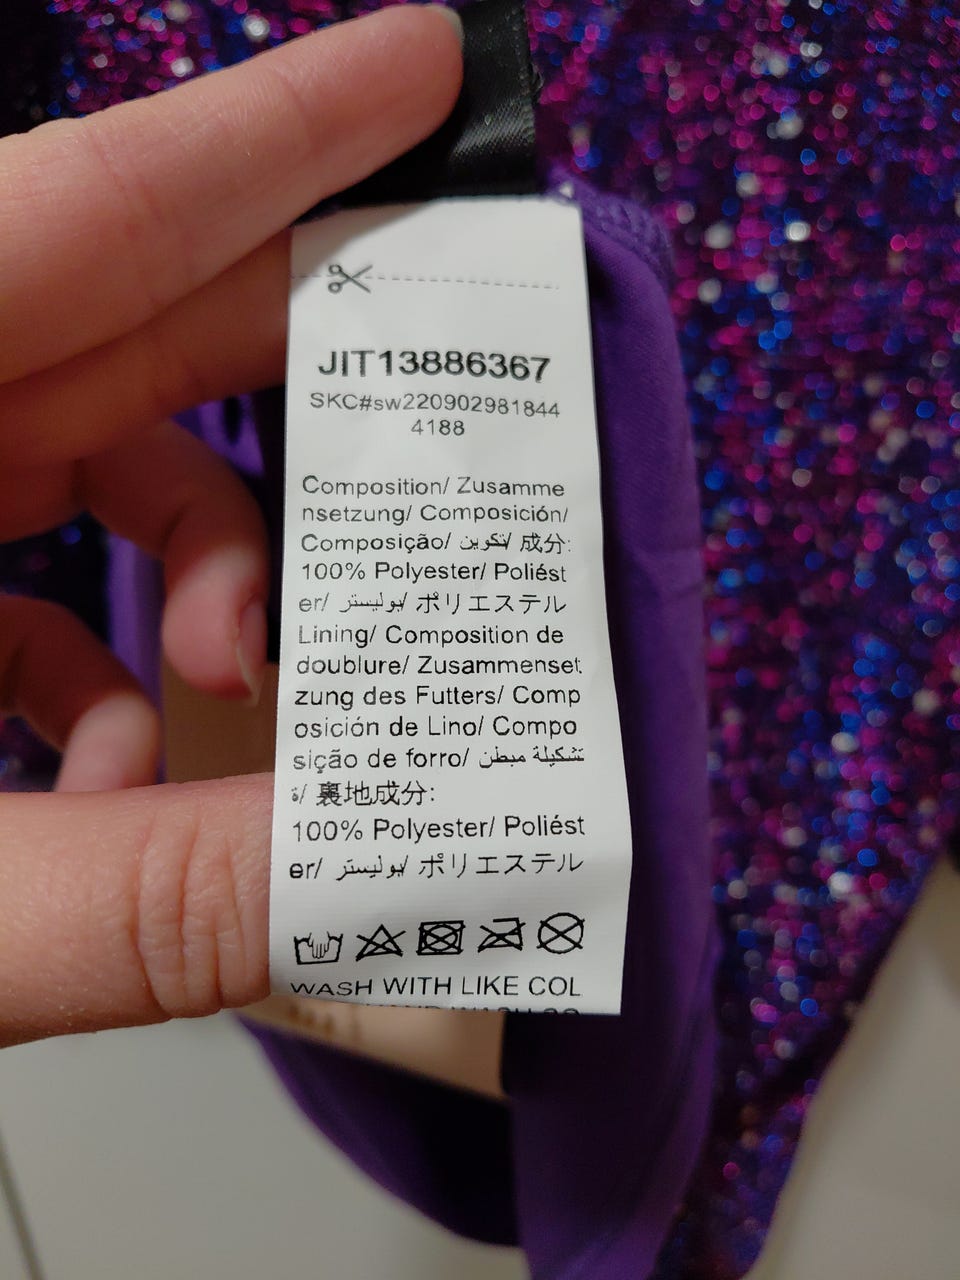 JIT13886367
SKC#sw220902981844
4188
Composition/ Zusamme
nsetzung/ Composición/
Composição/ تكوين/ 成分:
100% Polyester/ Poliést
er/ بوليستر/ ポリエステル
Lining/ Composition de
doublure/ Zusammenset
zung des Futters/ Comp
osición de Lino/ Compo
sição de forro/ تشكيلة مبطن
ة/ 裏地成分:
100% Polyester/ Poliést
er/ بوليستر/ ポリエステル
WASH WITH LIKE COL